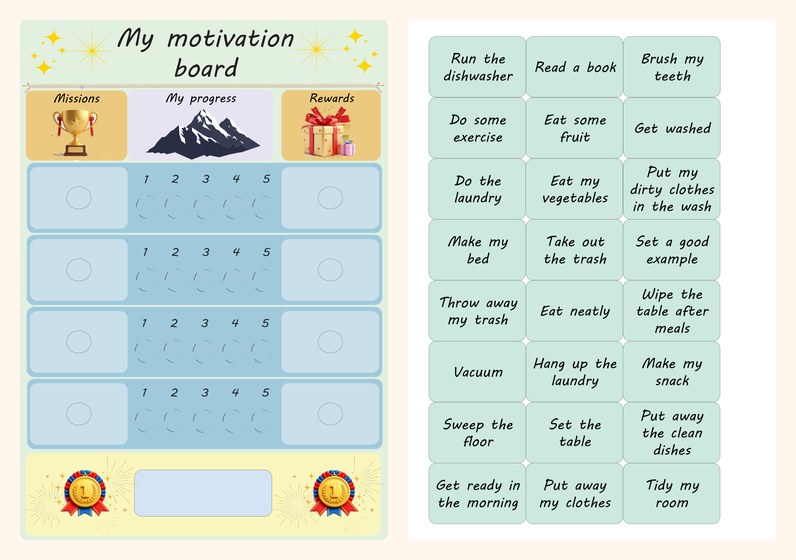 My motivation
board
Missions
My progress
Rewards
1 2 3 4 5
1 2 3 4 5
1 2 3 4 5
1 2 3 4 5
1
1
Run the
dishwasher
Read a book
Brush my
teeth
Do some
exercise
Eat some
fruit
Get washed
Do the
laundry
Eat my
vegetables
Put my
dirty clothes
in the wash
Make my
bed
Take out
the trash
Set a good
example
Throw away
my trash
Eat neatly
Wipe the
table after
meals
Vacuum
Hang up the
laundry
Make my
snack
Sweep the
floor
Set the
table
Put away
the clean
dishes
Get ready in
the morning
Put away
my clothes
Tidy my
room